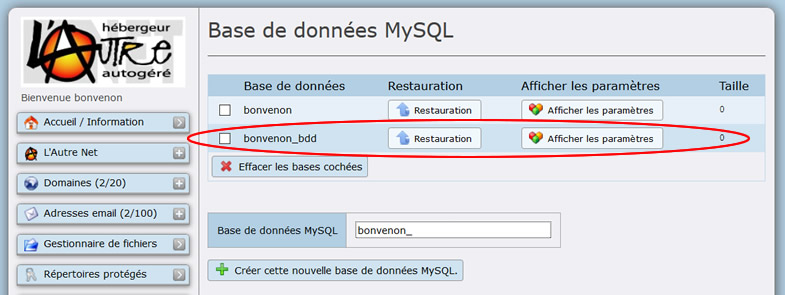 hébergeur
L'Autre Net
autogéré
Bienvenue bonvenon
Accueil / Information
L'Autre Net
Domaines (2/20)
Adresses email (2/100)
Gestionnaire de fichiers
Répertoires protégés
Base de données MySQL
Base de données Restauration Afficher les paramètres Taille
bonvenon Restauration Afficher les paramètres 0
bonvenon_bdd Restauration Afficher les paramètres 0
Effacer les bases cochées
Base de données MySQL bonvenon_
Créer cette nouvelle base de données MySQL.